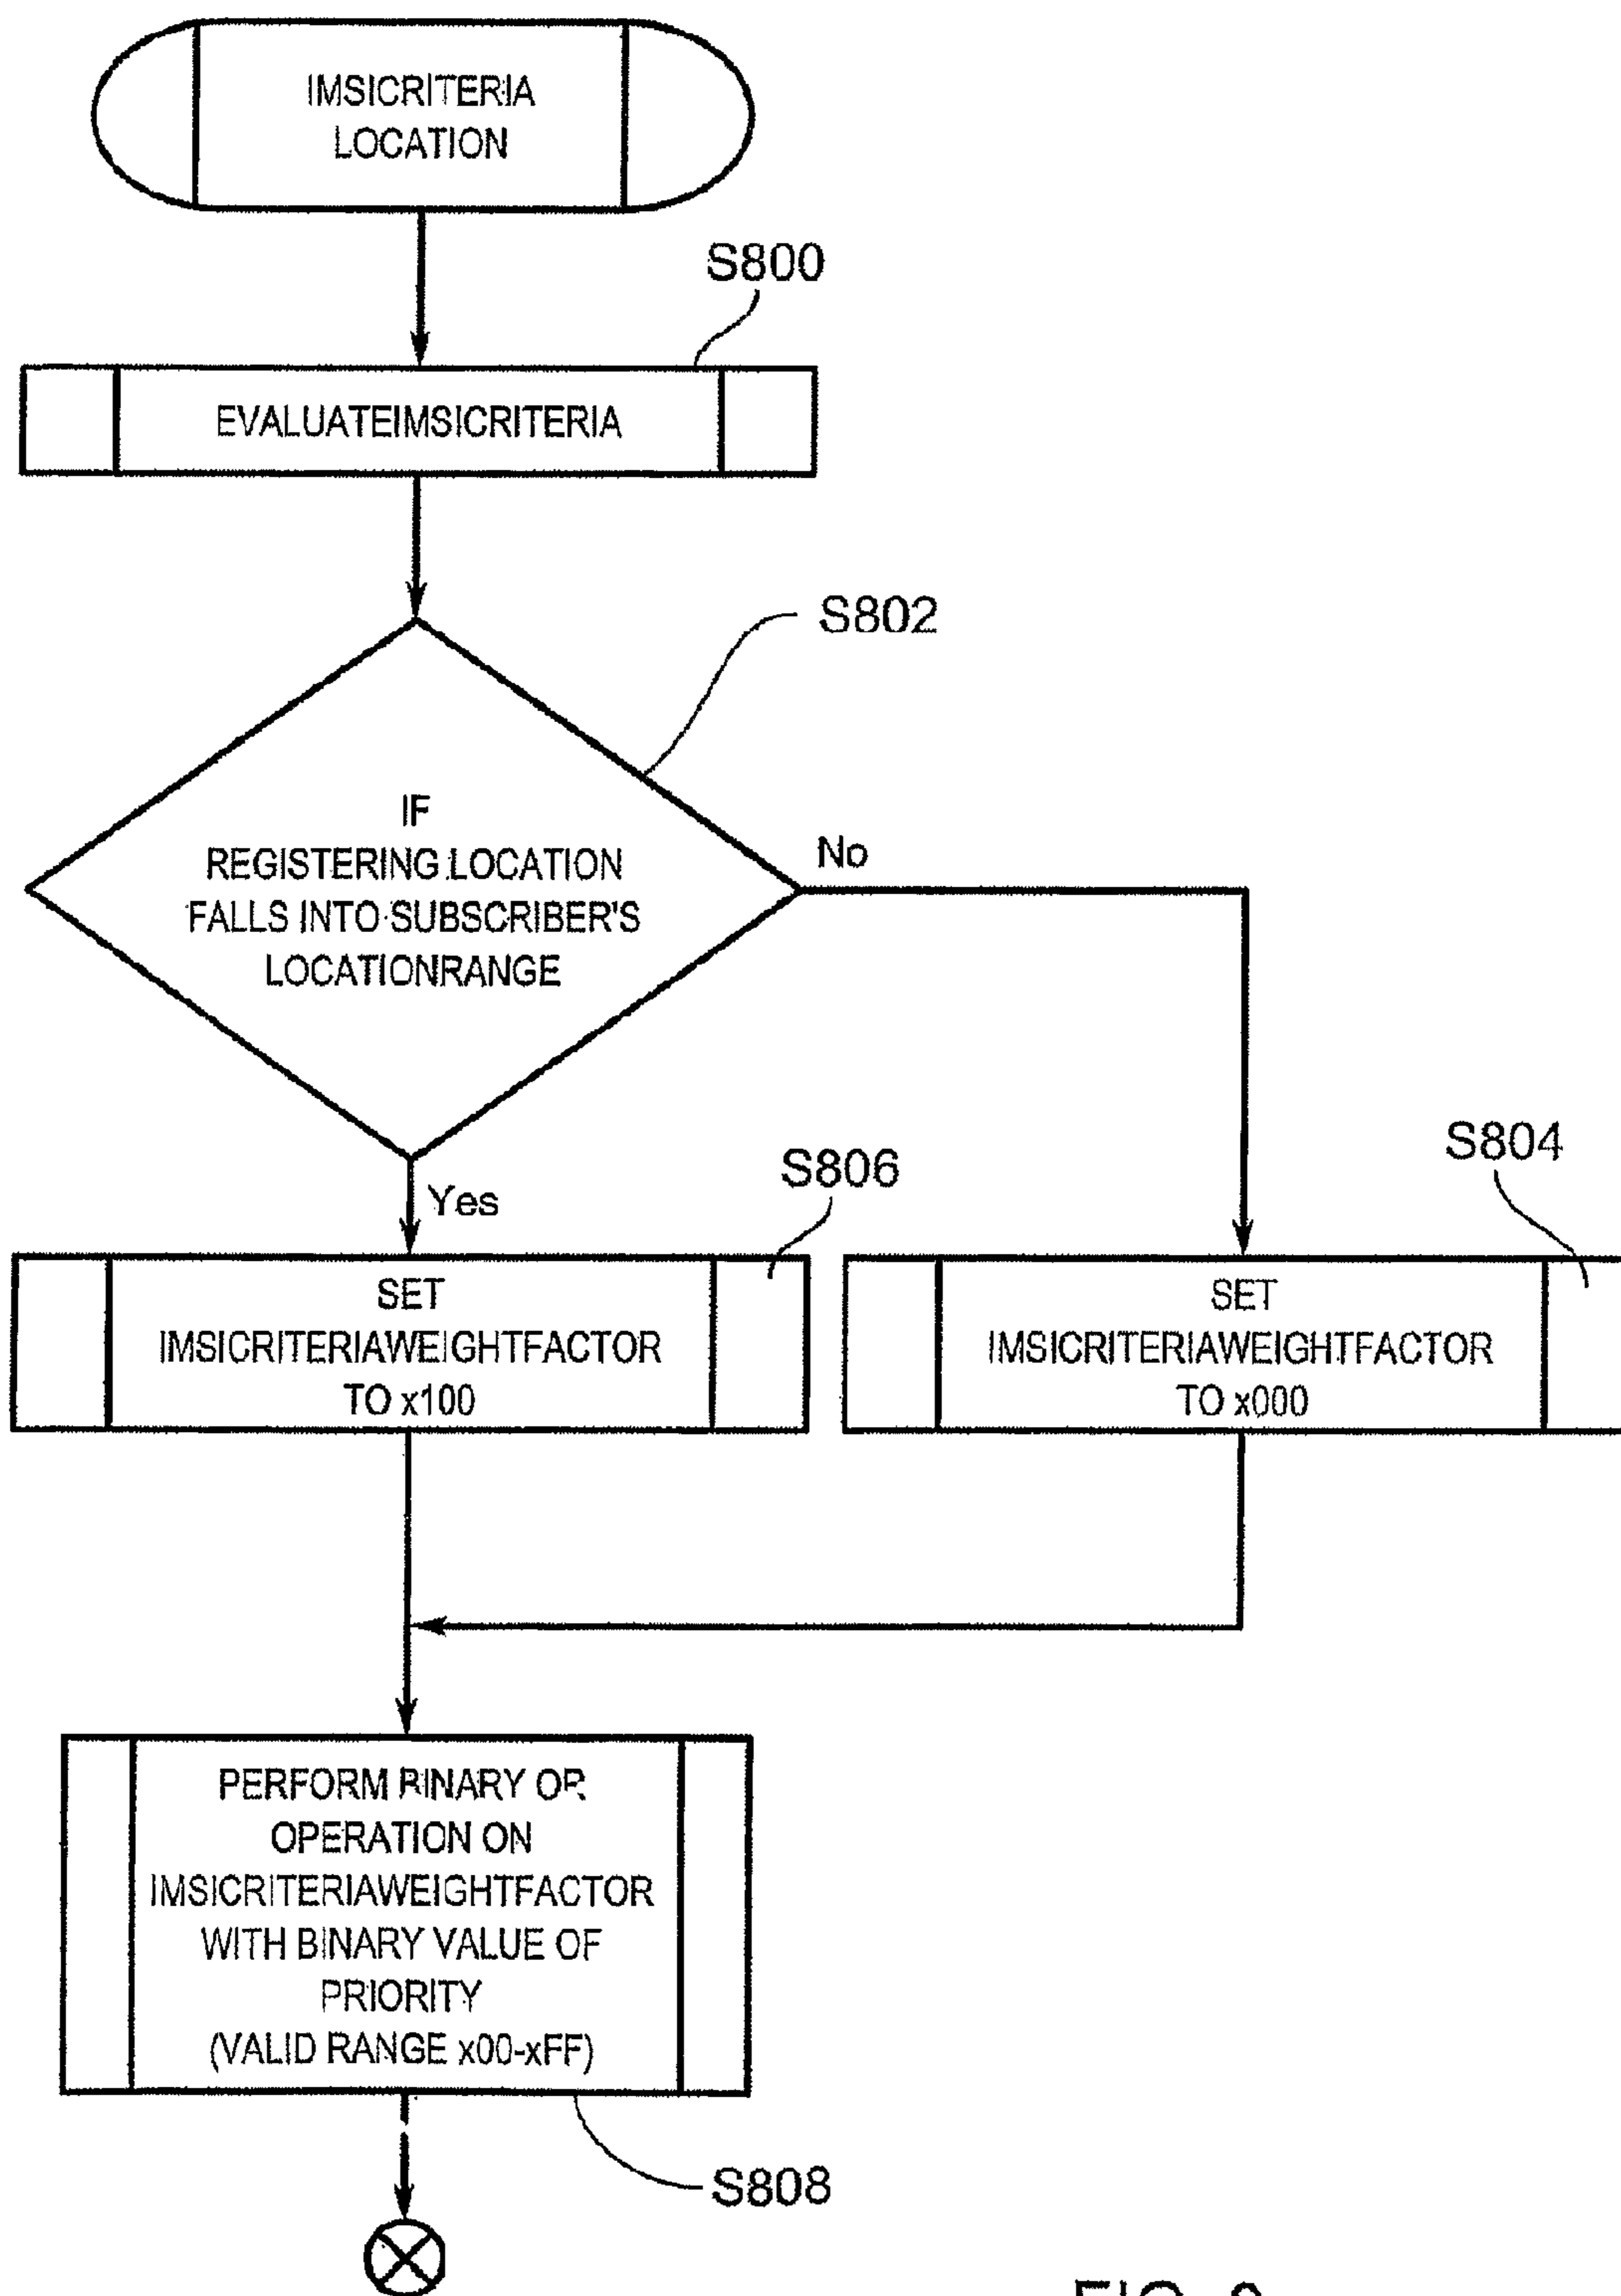 IMSICRITERIA
LOCATION
S800
EVALUATEIMSICRITERIA
S802
IF
REGISTERING LOCATION
FALLS INTO SUBSCRIBER'S
LOCATIONRANGE
No
Yes
S806
S804
SET
IMSICRITERIAWEIGHTFACTOR
TO x100
SET
IMSICRITERIAWEIGHTFACTOR
TO x000
PERFORM BINARY OR
OPERATION ON
IMSICRITERIAWEIGHTFACTOR
WITH BINARY VALUE OF
PRIORITY
(VALID RANGE x00-xFF)
S808
FIG.